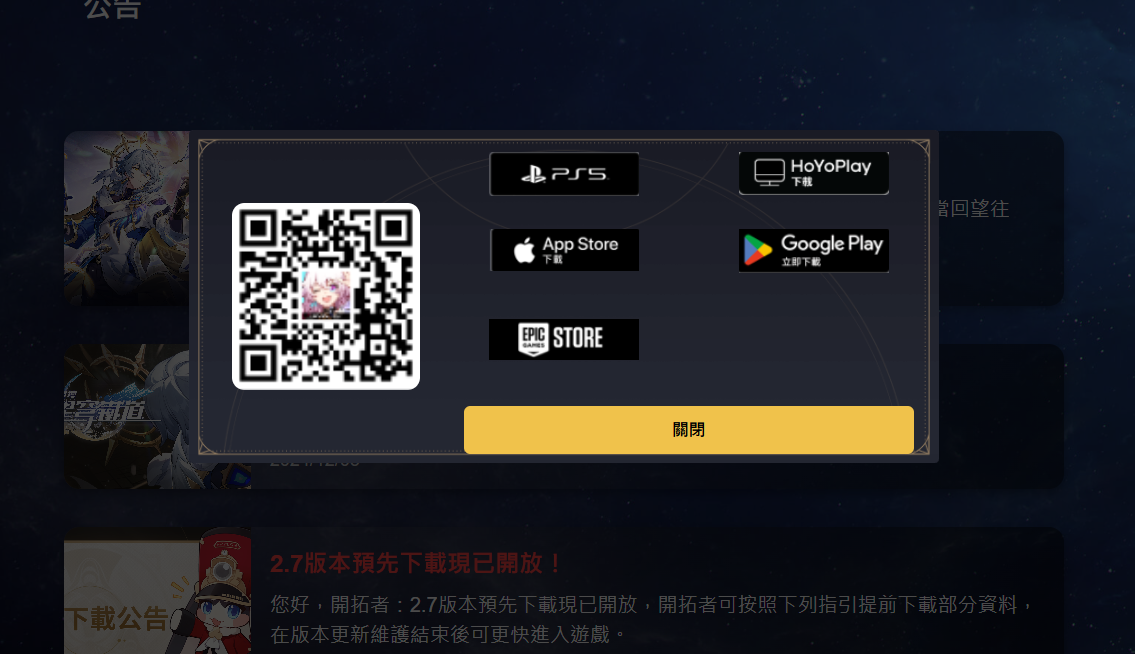 公告
PS5
HoYoPlay
下載
App Store
下載
Google Play
立即下載
EPIC
GAMES
STORE
關閉
當回望往
穹鐵道
2.7版本預先下載現已開放！
您好，開拓者：2.7版本預先下載現已開放，開拓者可按照下列指引提前下載部分資料，
在版本更新維護結束後可更快進入遊戲。
下載公告